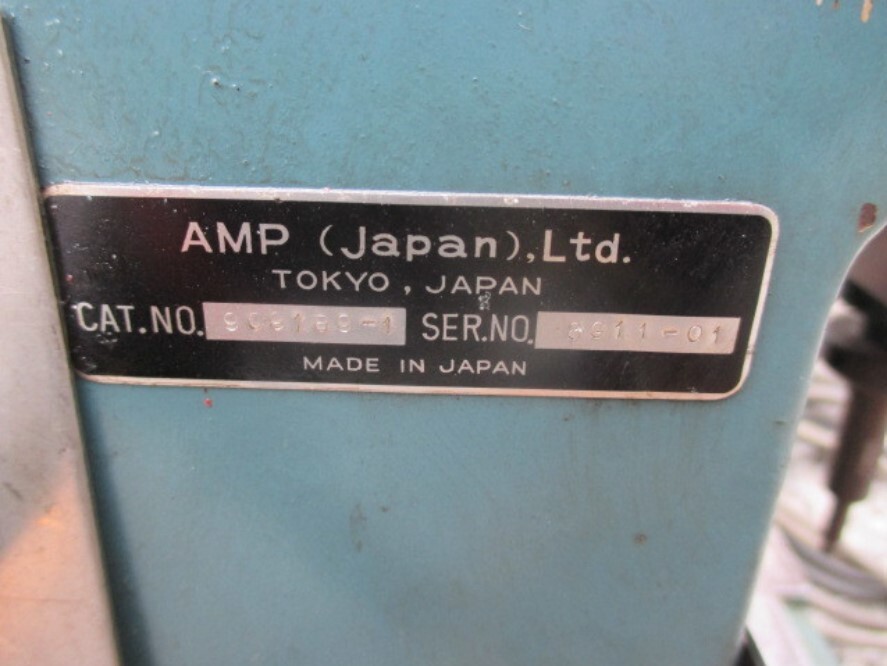 AMP (Japan), Ltd.
TOKYO, JAPAN
CAT.NO. SER.NO.
MADE IN JAPAN